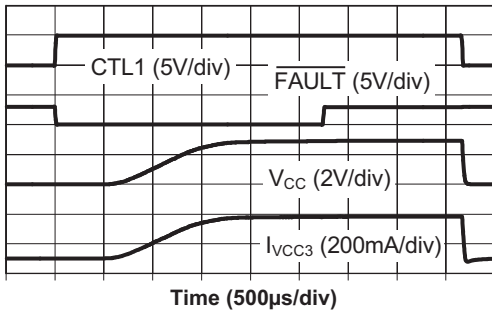 CTL1 (5V/div) FAULT (5V/div)
VCC (2V/div)
IVCC3 (200mA/div)
Time (500µs/div)